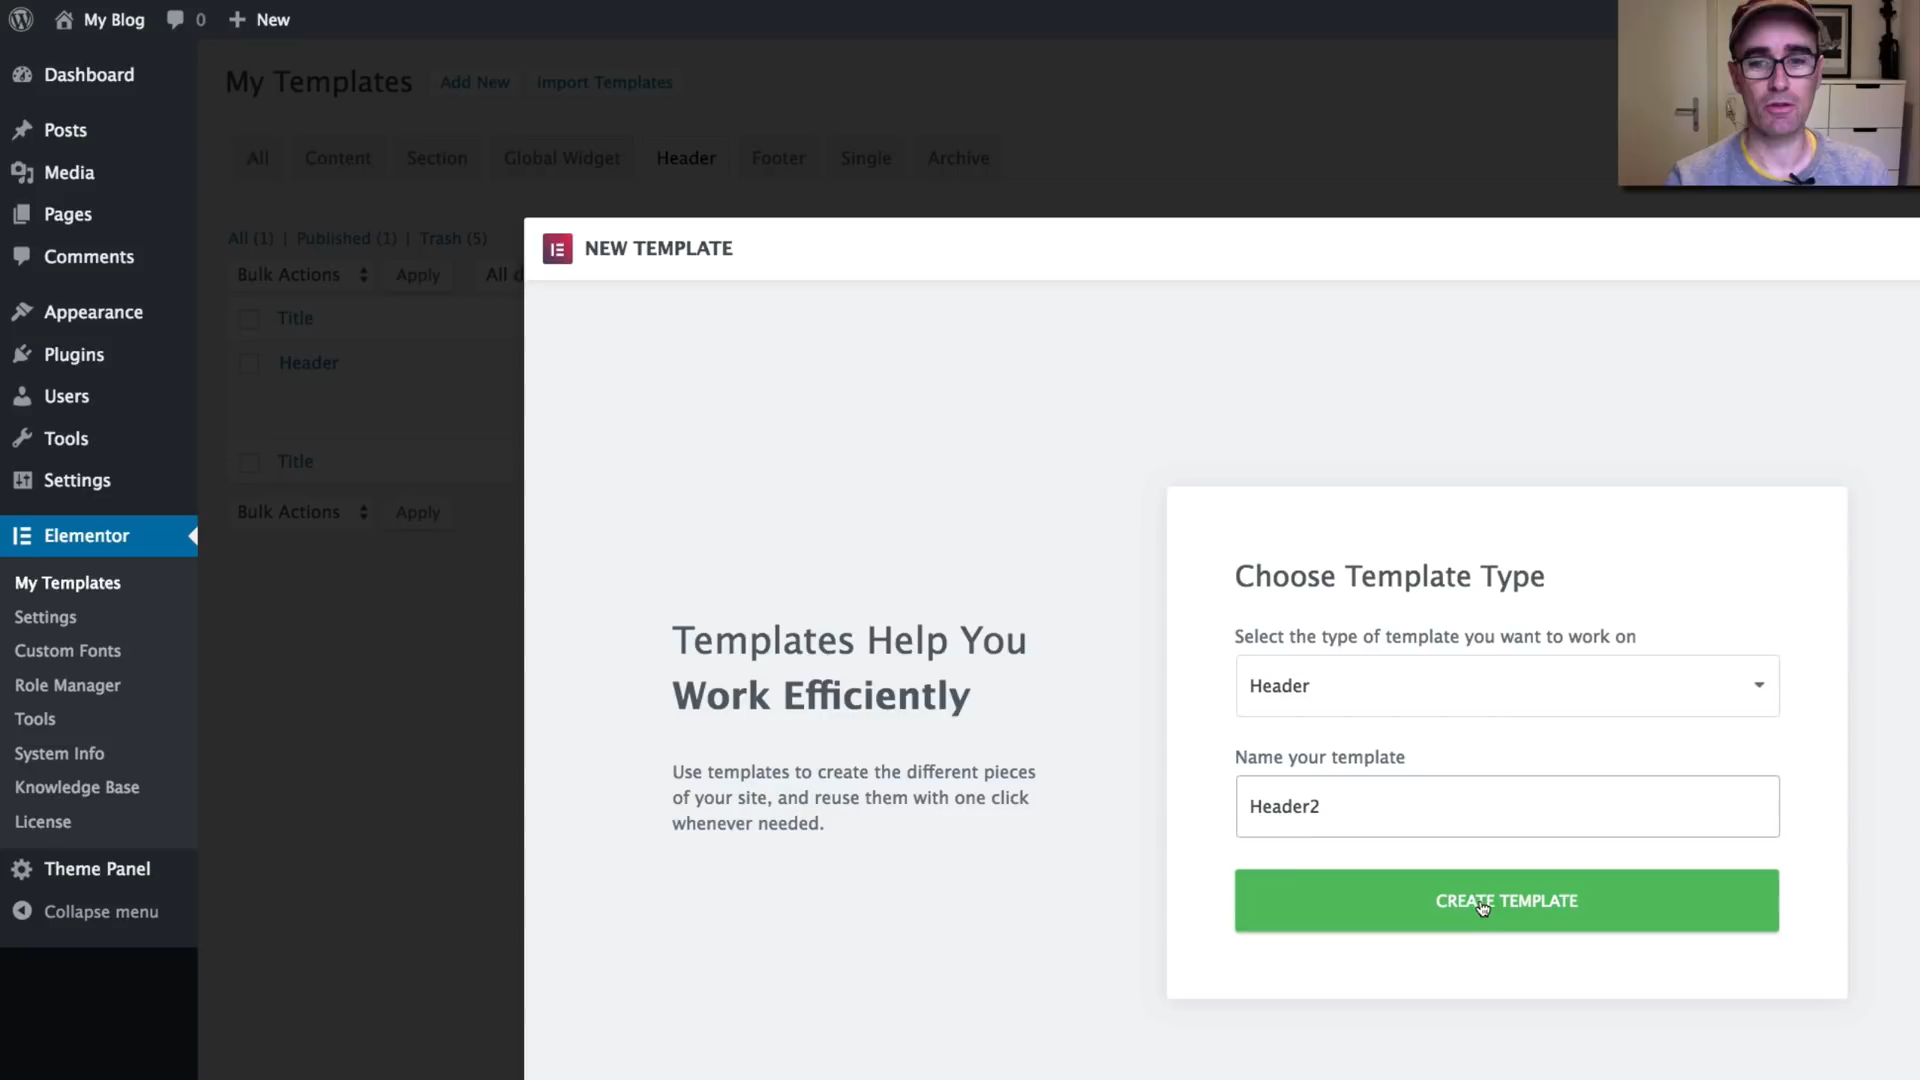 My Blog
0
New
Dashboard
Posts
Media
Pages
Comments
Appearance
Plugins
Users
Tools
Settings
Elementor
My Templates
Settings
Custom Fonts
Role Manager
Tools
System Info
Knowledge Base
License
Theme Panel
Collapse menu
My Templates Add New Import Templates
All Content Section Global Widget Header Footer Single Archive
All (1) | Published (1) | Trash (5)
Bulk Actions Apply All
Title
Header
Title
Bulk Actions Apply
NEW TEMPLATE
Templates Help You
Work Efficiently
Use templates to create the different pieces
of your site, and reuse them with one click
whenever needed.
Choose Template Type
Select the type of template you want to work on
Header
Name your template
Header2
CREATE TEMPLATE